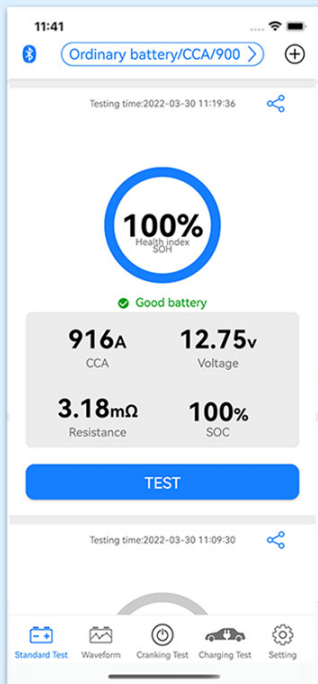 11:41
Ordinary battery/CCA/900
Testing time:2022-03-30 11:19:36
100%
Health index
SOH
Good battery
916A 12.75v
CCA Voltage
3.18mΩ 100%
Resistance SOC
TEST
Testing time:2022-03-30 11:09:30
Standard Test Waveform Cranking Test Charging Test Setting